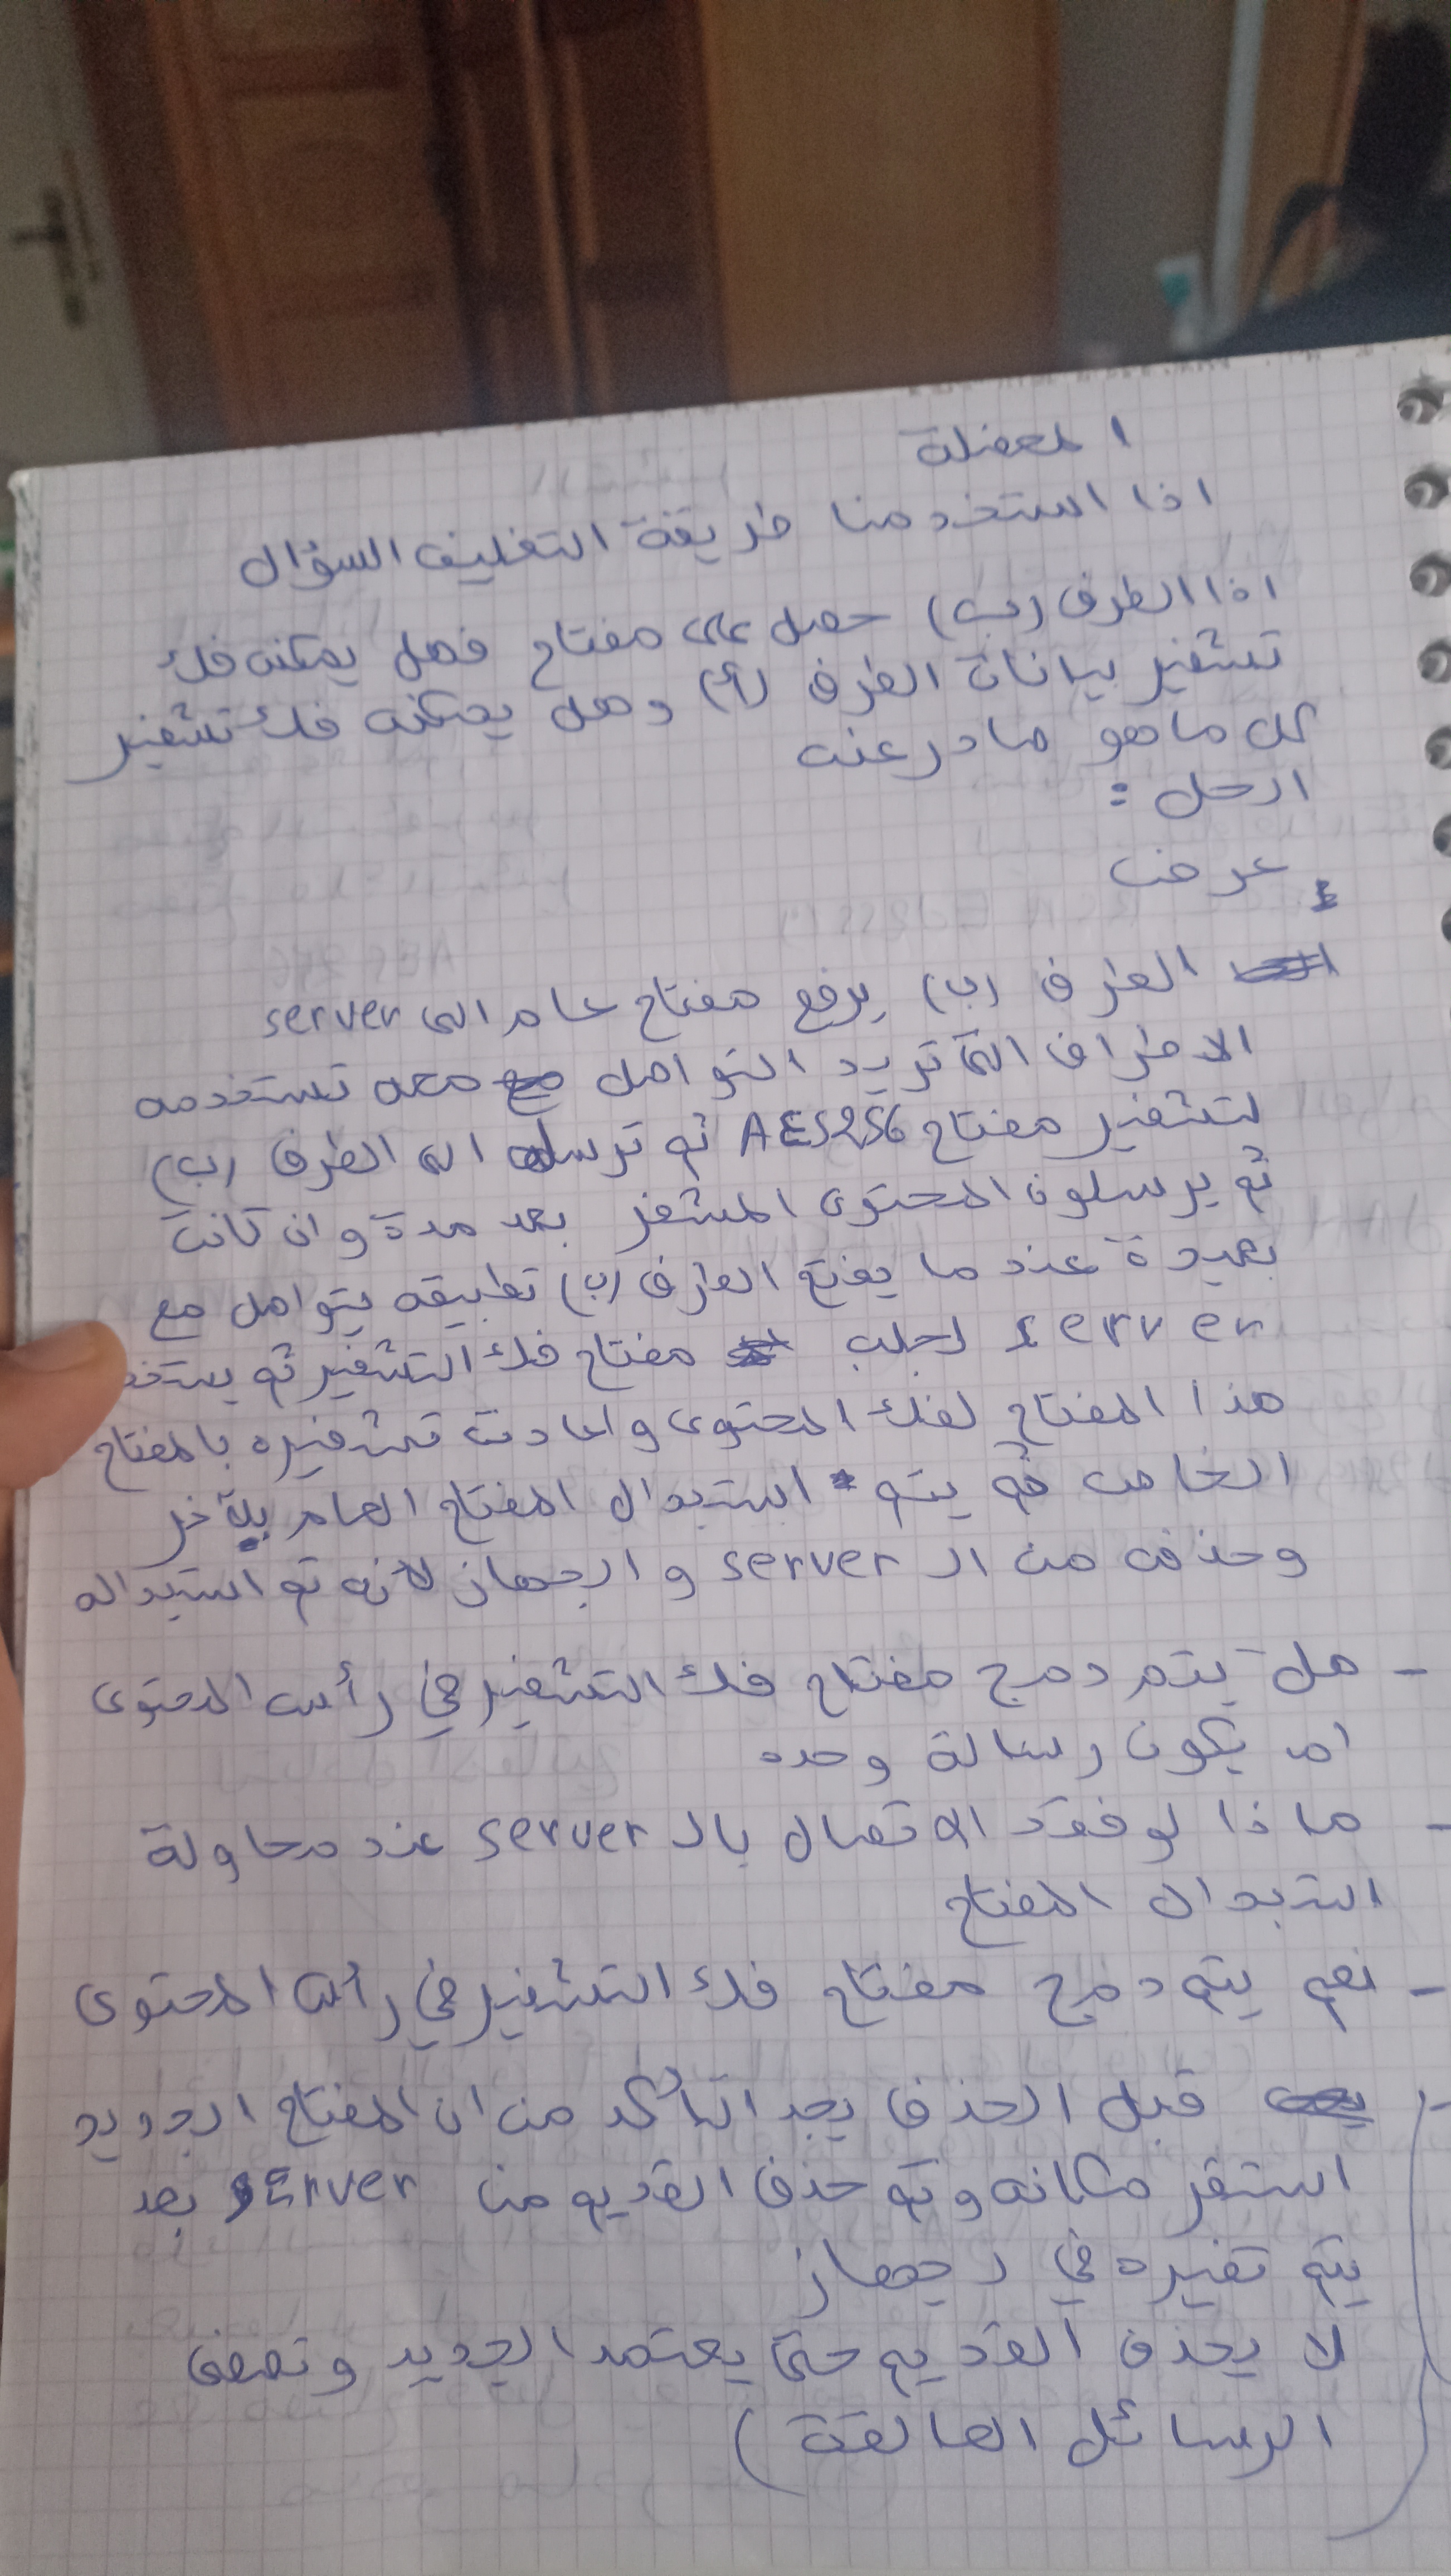 المعضلة
اذا استخدمنا طريقة التغليف السؤال
اذا الطرف (ب) حصل على مفتاح فهل يمكنه فك
تشفير بيانات الطرف (أ) وهل يمكنه فك تشفير
كل ما هو صادر عنه
الحل :
عرض
الطرف (ب) يرفع مفتاح عام الى server
الاطراف التي تريد التواصل معه تستخدمه
لتشفير مفتاح AES256 ثم ترسله الى الطرف (ب)
ثم يرسلون المحتوى المشفر بعد مدة وان كانت
بعيدة عندما يفتح الطرف (ب) تطبيقه يتواصل مع
server لجلب مفتاح فك التشفير ثم يستخد
هذا المفتاح لفك المحتوى واعادت تشفيره بالمفتاح
الخاص ثم يتم استبدال المفتاح العام بآخر
وحذف من الـ server و الجهاز لانه تم استبداله
- هل يتم دمج مفتاح فك التشفير في رأس المحتوى
ام يكون رسالة وحده
- ماذا لو فقد الاتصال بالـ server عند محاولة
استبدال المفتاح
- نعم يتم دمج مفتاح فك التشفير في رأس المحتوى
- قبل الحذف يجد التأكد من ان المفتاح الجديد
استقر مكانه وتم حذف القديم من server بعد
يتم تغيره في جهاز
لا يحذف القديم حتى يعتمد الجديد وتصفى
الرسائل العالقة )